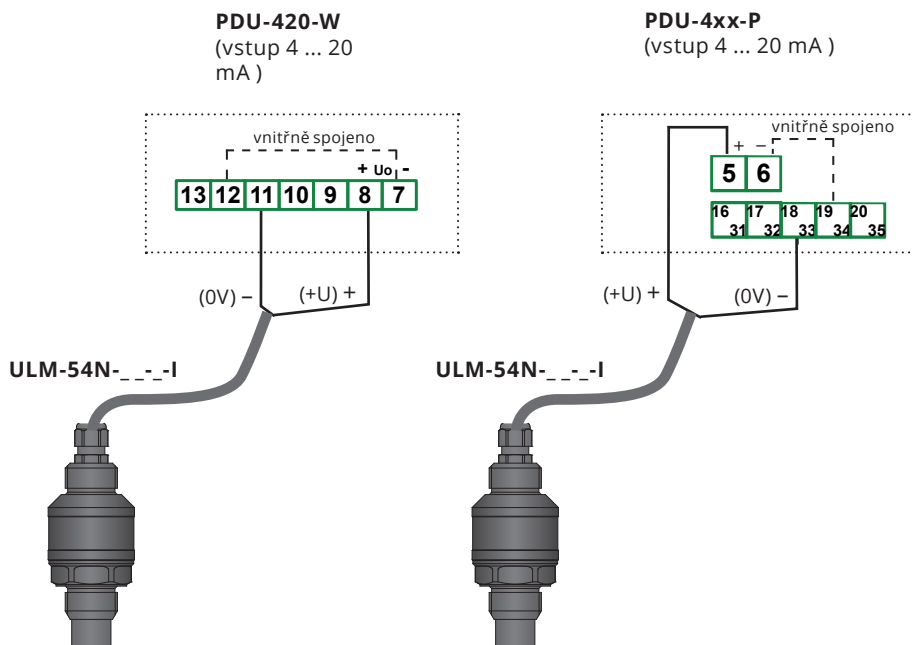 PDU-420-W
(vstup 4 ... 20
mA )
vnitřně spojeno
+ Uo -
13 12 11 10 9 8 7
(0V) –
(+U) +
ULM-54N-_ _-_-I
PDU-4xx-P
(vstup 4 ... 20 mA )
vnitřně spojeno
+ –
5 6
16 17 18 19 20
31 32 33 34 35
(+U) +
(0V) –
ULM-54N-_ _-_-I